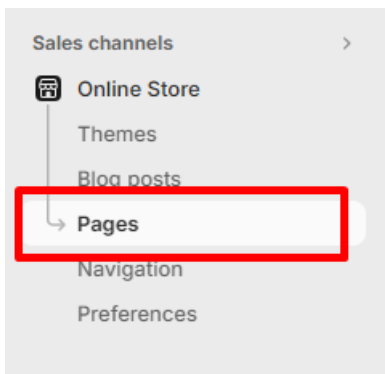 Sales channels
Online Store
Themes
Blog posts
Pages
Navigation
Preferences